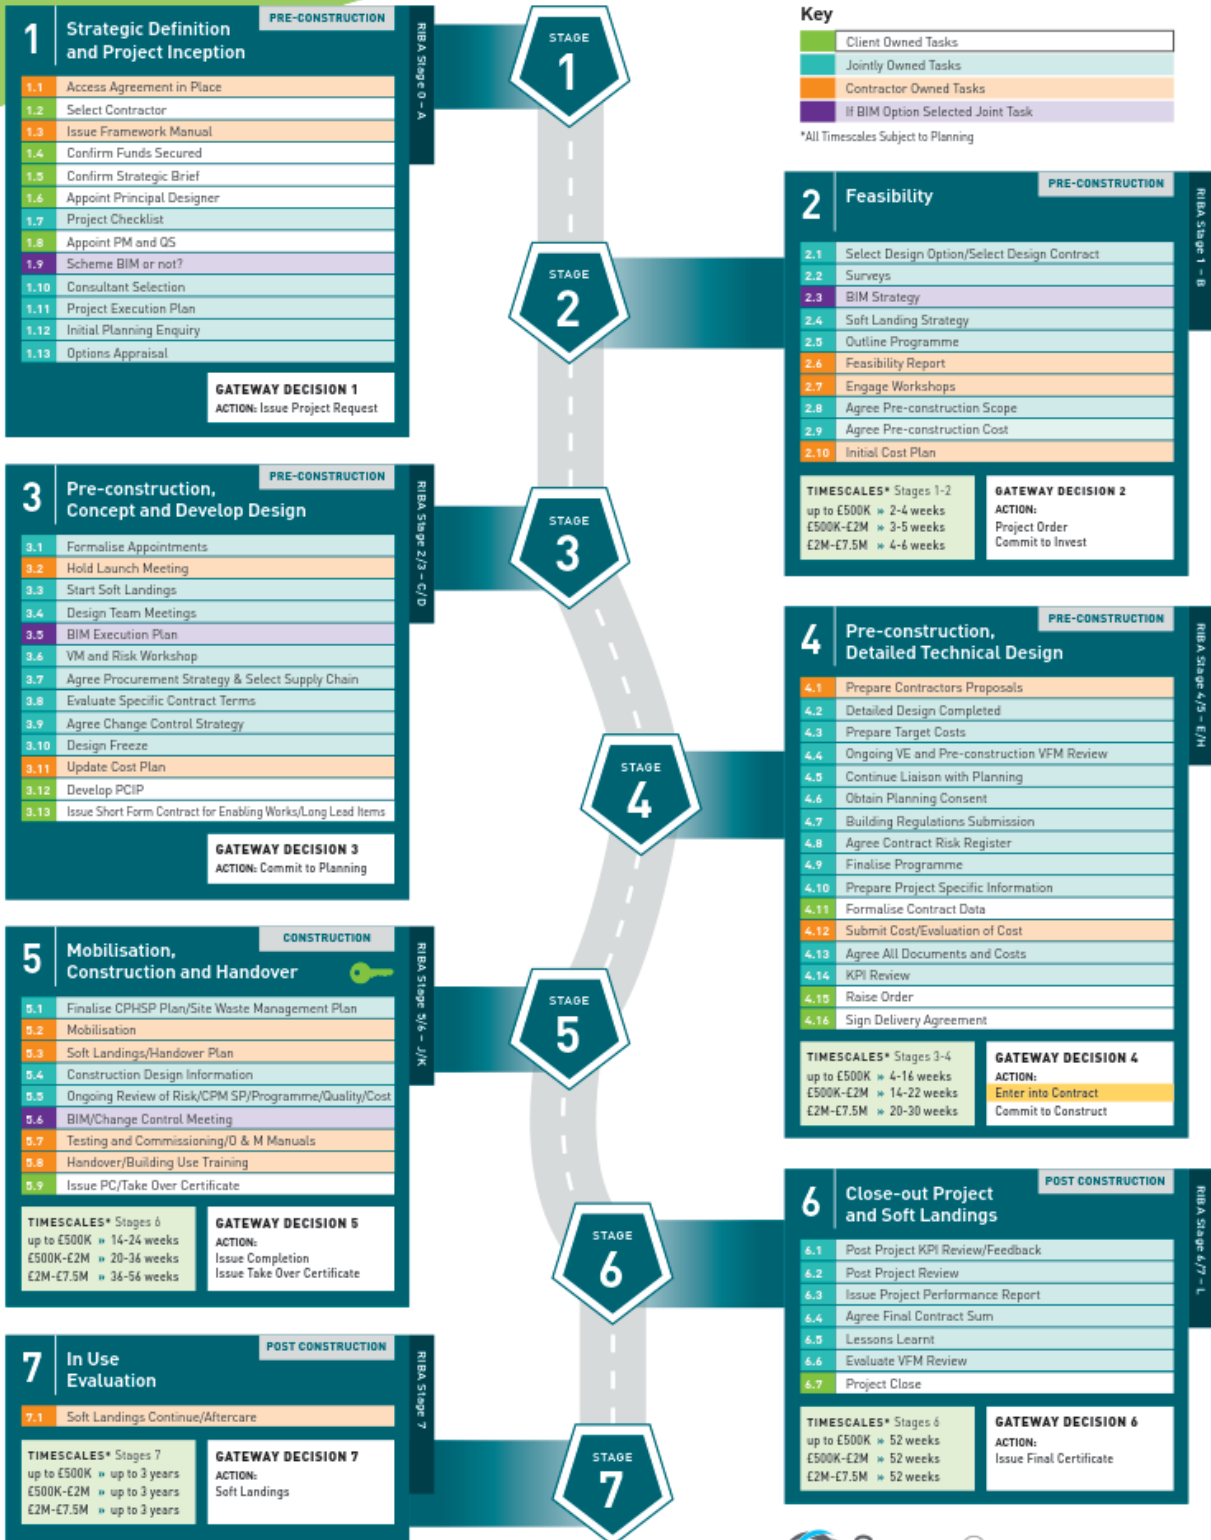 1
Strategic Definition
and Project Inception
PRE-CONSTRUCTION
RIBA Stage 0 – A
1.1 Access Agreement in Place
1.2 Select Contractor
1.3 Issue Framework Manual
1.4 Confirm Funds Secured
1.5 Confirm Strategic Brief
1.6 Appoint Principal Designer
1.7 Project Checklist
1.8 Appoint PM and QS
1.9 Scheme BIM or not?
1.10 Consultant Selection
1.11 Project Execution Plan
1.12 Initial Planning Enquiry
1.13 Options Appraisal
GATEWAY DECISION 1
ACTION: Issue Project Request
STAGE
1
Key
Client Owned Tasks
Jointly Owned Tasks
Contractor Owned Tasks
If BIM Option Selected Joint Task
*All Timescales Subject to Planning
STAGE
2
2
Feasibility
PRE-CONSTRUCTION
RIBA Stage 1 – B
2.1 Select Design Option/Select Design Contract
2.2 Surveys
2.3 BIM Strategy
2.4 Soft Landing Strategy
2.5 Outline Programme
2.6 Feasibility Report
2.7 Engage Workshops
2.8 Agree Pre-construction Scope
2.9 Agree Pre-construction Cost
2.10 Initial Cost Plan
TIMESCALES* Stages 1-2
up to £500K » 2-4 weeks
£500K-£2M » 3-5 weeks
£2M-£7.5M » 4-6 weeks
GATEWAY DECISION 2
ACTION:
Project Order
Commit to Invest
3
Pre-construction,
Concept and Develop Design
PRE-CONSTRUCTION
RIBA Stage 2/3 – C/D
3.1 Formalise Appointments
3.2 Hold Launch Meeting
3.3 Start Soft Landings
3.4 Design Team Meetings
3.5 BIM Execution Plan
3.6 VM and Risk Workshop
3.7 Agree Procurement Strategy & Select Supply Chain
3.8 Evaluate Specific Contract Terms
3.9 Agree Change Control Strategy
3.10 Design Freeze
3.11 Update Cost Plan
3.12 Develop PCIP
3.13 Issue Short Form Contract for Enabling Works/Long Lead Items
GATEWAY DECISION 3
ACTION: Commit to Planning
STAGE
3
STAGE
4
4
Pre-construction,
Detailed Technical Design
PRE-CONSTRUCTION
RIBA Stage 4/5 – E/H
4.1 Prepare Contractors Proposals
4.2 Detailed Design Completed
4.3 Prepare Target Costs
4.4 Ongoing VE and Pre-construction VFM Review
4.5 Continue Liaison with Planning
4.6 Obtain Planning Consent
4.7 Building Regulations Submission
4.8 Agree Contract Risk Register
4.9 Finalise Programme
4.10 Prepare Project Specific Information
4.11 Formalise Contract Data
4.12 Submit Cost/Evaluation of Cost
4.13 Agree All Documents and Costs
4.14 KPI Review
4.15 Raise Order
4.16 Sign Delivery Agreement
TIMESCALES* Stages 3-4
up to £500K » 4-16 weeks
£500K-£2M » 14-22 weeks
£2M-£7.5M » 20-30 weeks
GATEWAY DECISION 4
ACTION:
Enter into Contract
Commit to Construct
5
Mobilisation,
Construction and Handover
CONSTRUCTION
RIBA Stage 5/6 – J/K
5.1 Finalise CPHSP Plan/Site Waste Management Plan
5.2 Mobilisation
5.3 Soft Landings/Handover Plan
5.4 Construction Design Information
5.5 Ongoing Review of Risk/CPM SP/Programme/Quality/Cost
5.6 BIM/Change Control Meeting
5.7 Testing and Commissioning/O & M Manuals
5.8 Handover/Building Use Training
5.9 Issue PC/Take Over Certificate
TIMESCALES* Stages 6
up to £500K » 14-24 weeks
£500K-£2M » 20-36 weeks
£2M-£7.5M » 36-56 weeks
GATEWAY DECISION 5
ACTION:
Issue Completion
Issue Take Over Certificate
STAGE
5
STAGE
6
6
Close-out Project
and Soft Landings
POST CONSTRUCTION
RIBA Stage 6/7 – L
6.1 Post Project KPI Review/Feedback
6.2 Post Project Review
6.3 Issue Project Performance Report
6.4 Agree Final Contract Sum
6.5 Lessons Learnt
6.6 Evaluate VFM Review
6.7 Project Close
TIMESCALES* Stages 6
up to £500K » 52 weeks
£500K-£2M » 52 weeks
£2M-£7.5M » 52 weeks
GATEWAY DECISION 6
ACTION:
Issue Final Certificate
7
In Use
Evaluation
POST CONSTRUCTION
RIBA Stage 7
7.1 Soft Landings Continue/Aftercare
TIMESCALES* Stages 7
up to £500K » up to 3 years
£500K-£2M » up to 3 years
£2M-£7.5M » up to 3 years
GATEWAY DECISION 7
ACTION:
Soft Landings
STAGE
7